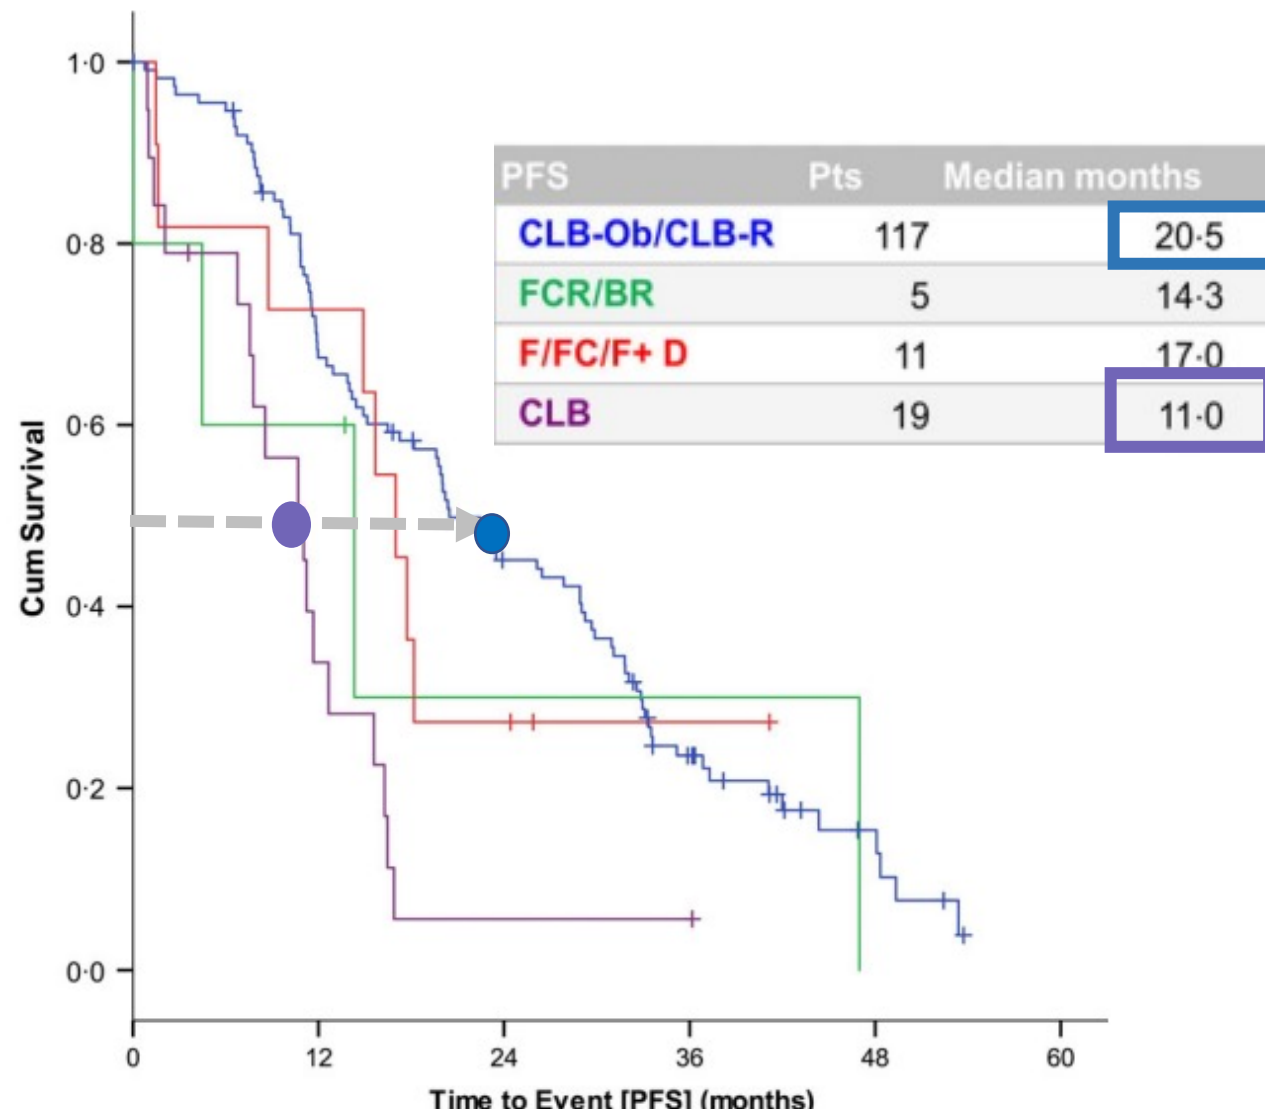 1·0
0·8
0·6
0·4
0·2
0·0
Cum Survival
PFS Pts Median months
CLB-Ob/CLB-R 117 20·5
FCR/BR 5 14·3
F/FC/F+ D 11 17·0
CLB 19 11·0
0 12 24 36 48 60
Time to Event [PFS] (months)